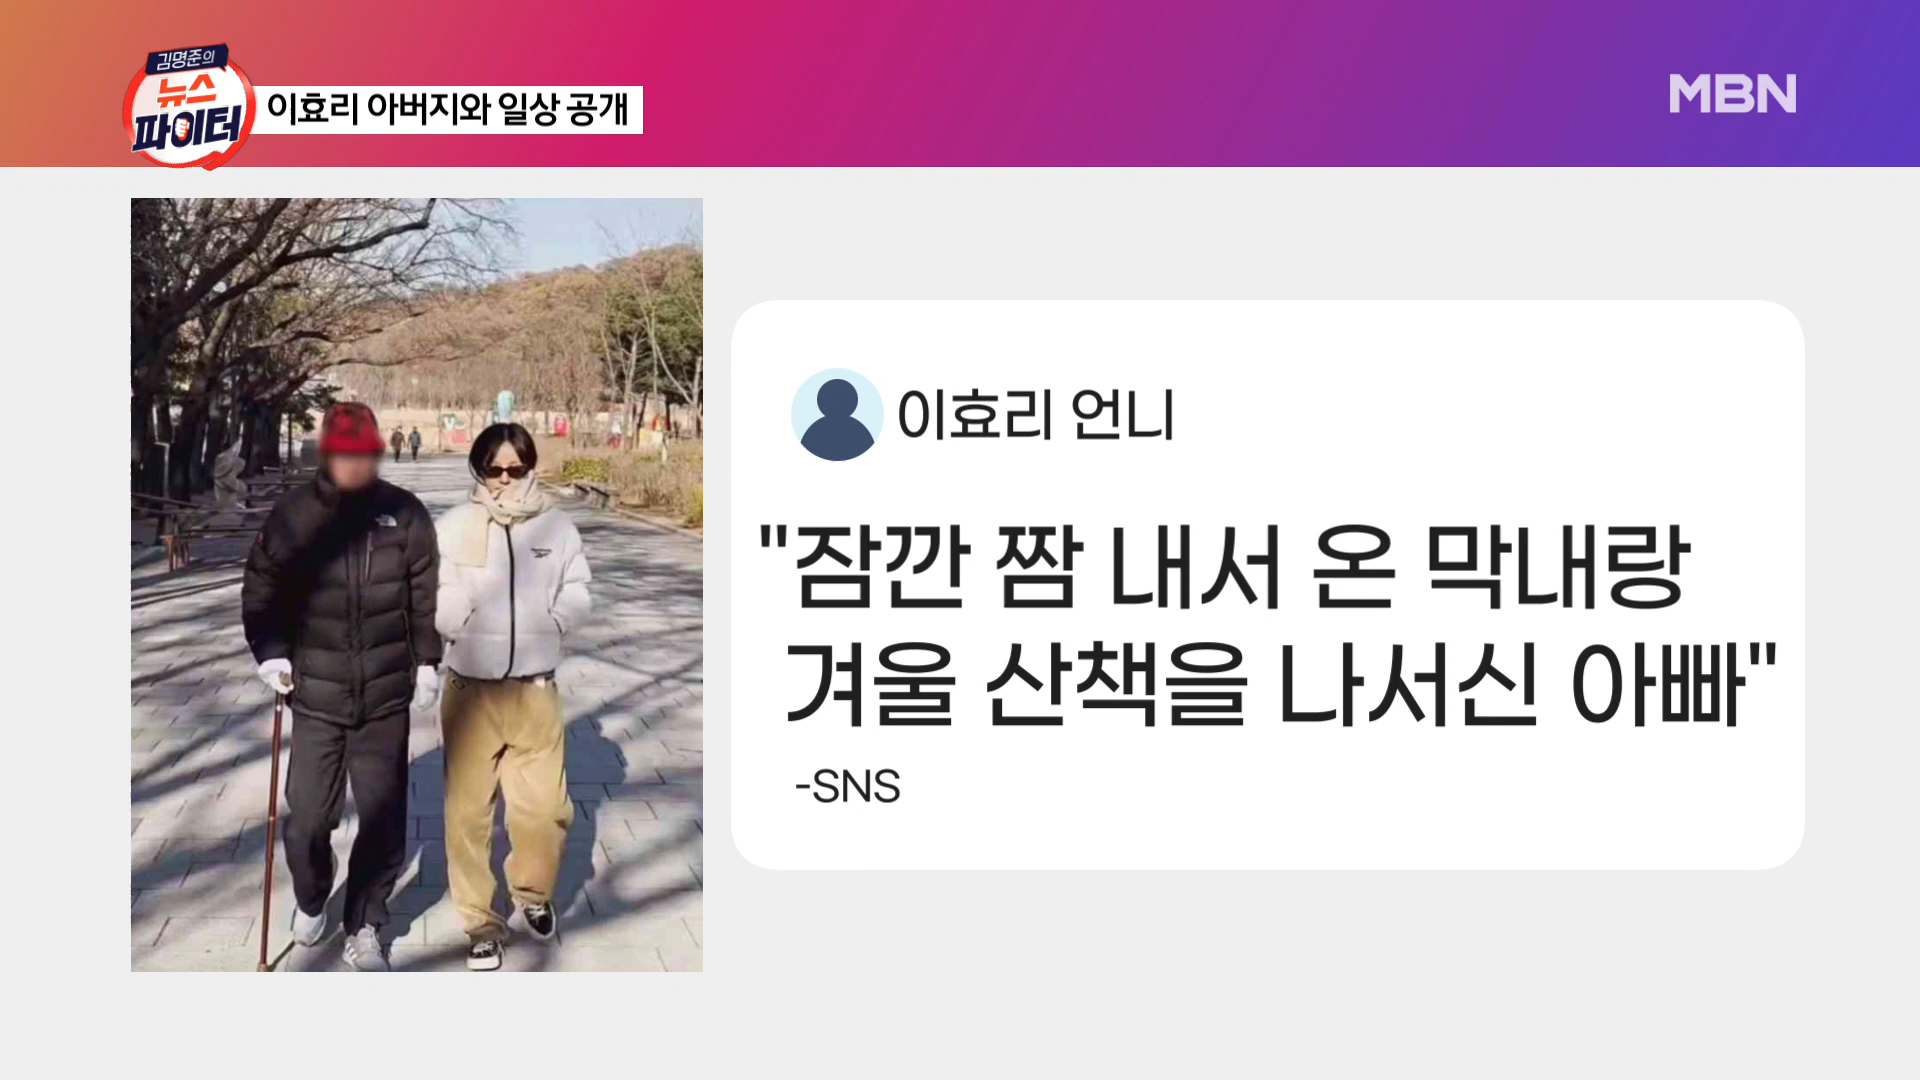 김명준의
뉴스
파이터
이효리 아버지와 일상 공개
MBN
이효리 언니
"잠깐 짬 내서 온 막내랑
겨울 산책을 나서신 아빠"
-SNS